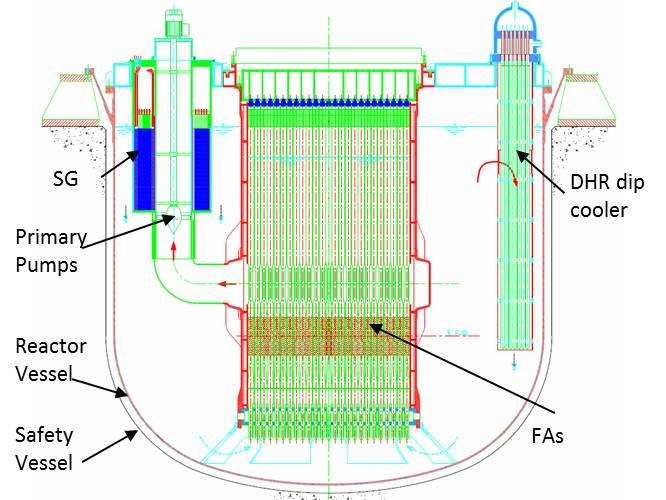 SG
DHR dip
cooler
Primary
Pumps
Reactor
Vessel
FAs
Safety
Vessel